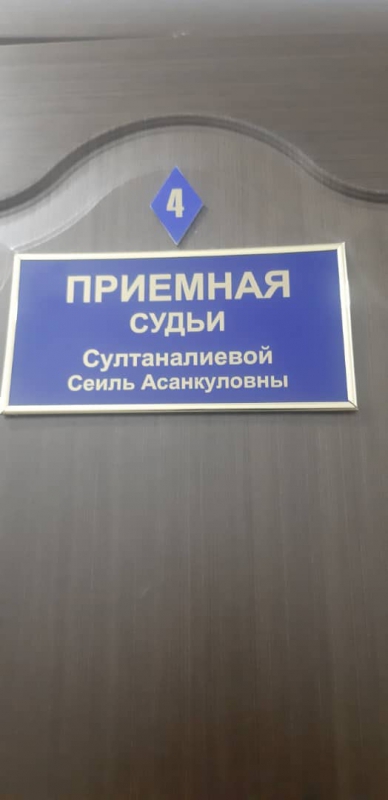 4
ПРИЕМНАЯ
СУДЬИ
Султаналиевой
Сеиль Асанкуловны